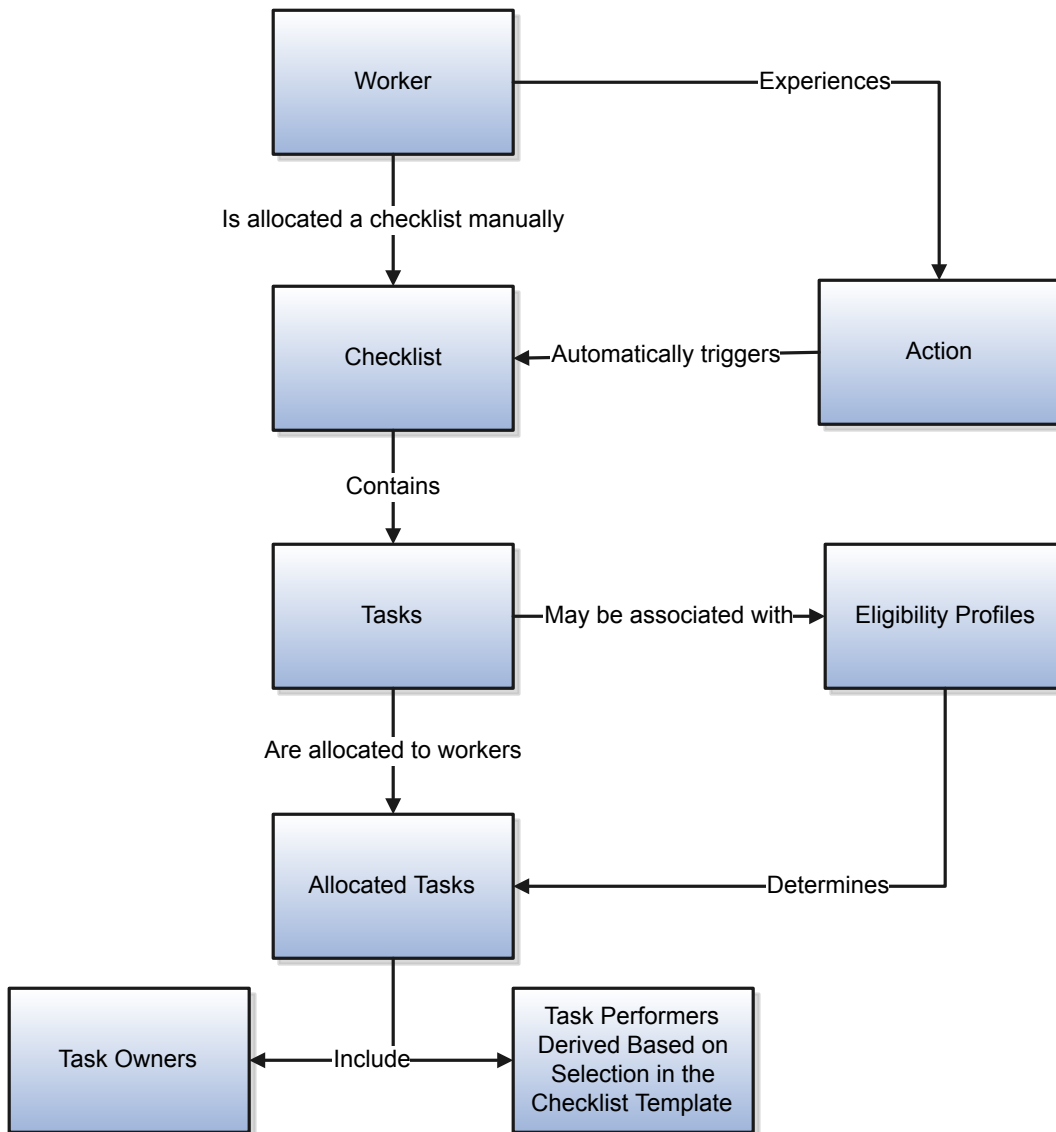 Worker
Experiences
Is allocated a checklist manually
Checklist
Automatically triggers
Action
Contains
Tasks
May be associated with
Eligibility Profiles
Are allocated to workers
Allocated Tasks
Determines
Task Owners
Include
Task Performers
Derived Based on
Selection in the
Checklist Template